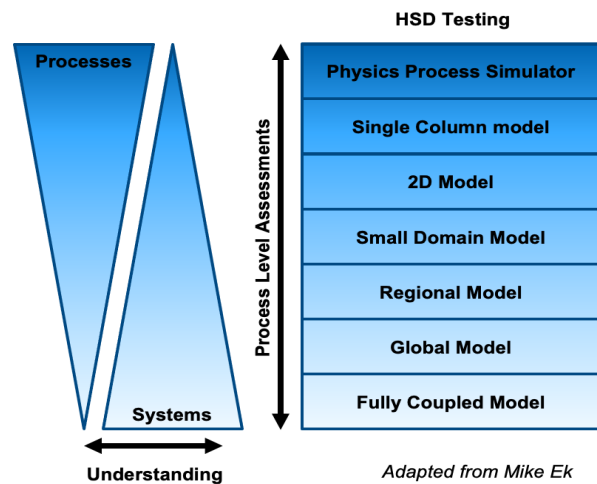 HSD Testing
Processes
Systems
Understanding
Process Level Assessments
Physics Process Simulator
Single Column model
2D Model
Small Domain Model
Regional Model
Global Model
Fully Coupled Model
Adapted from Mike Ek